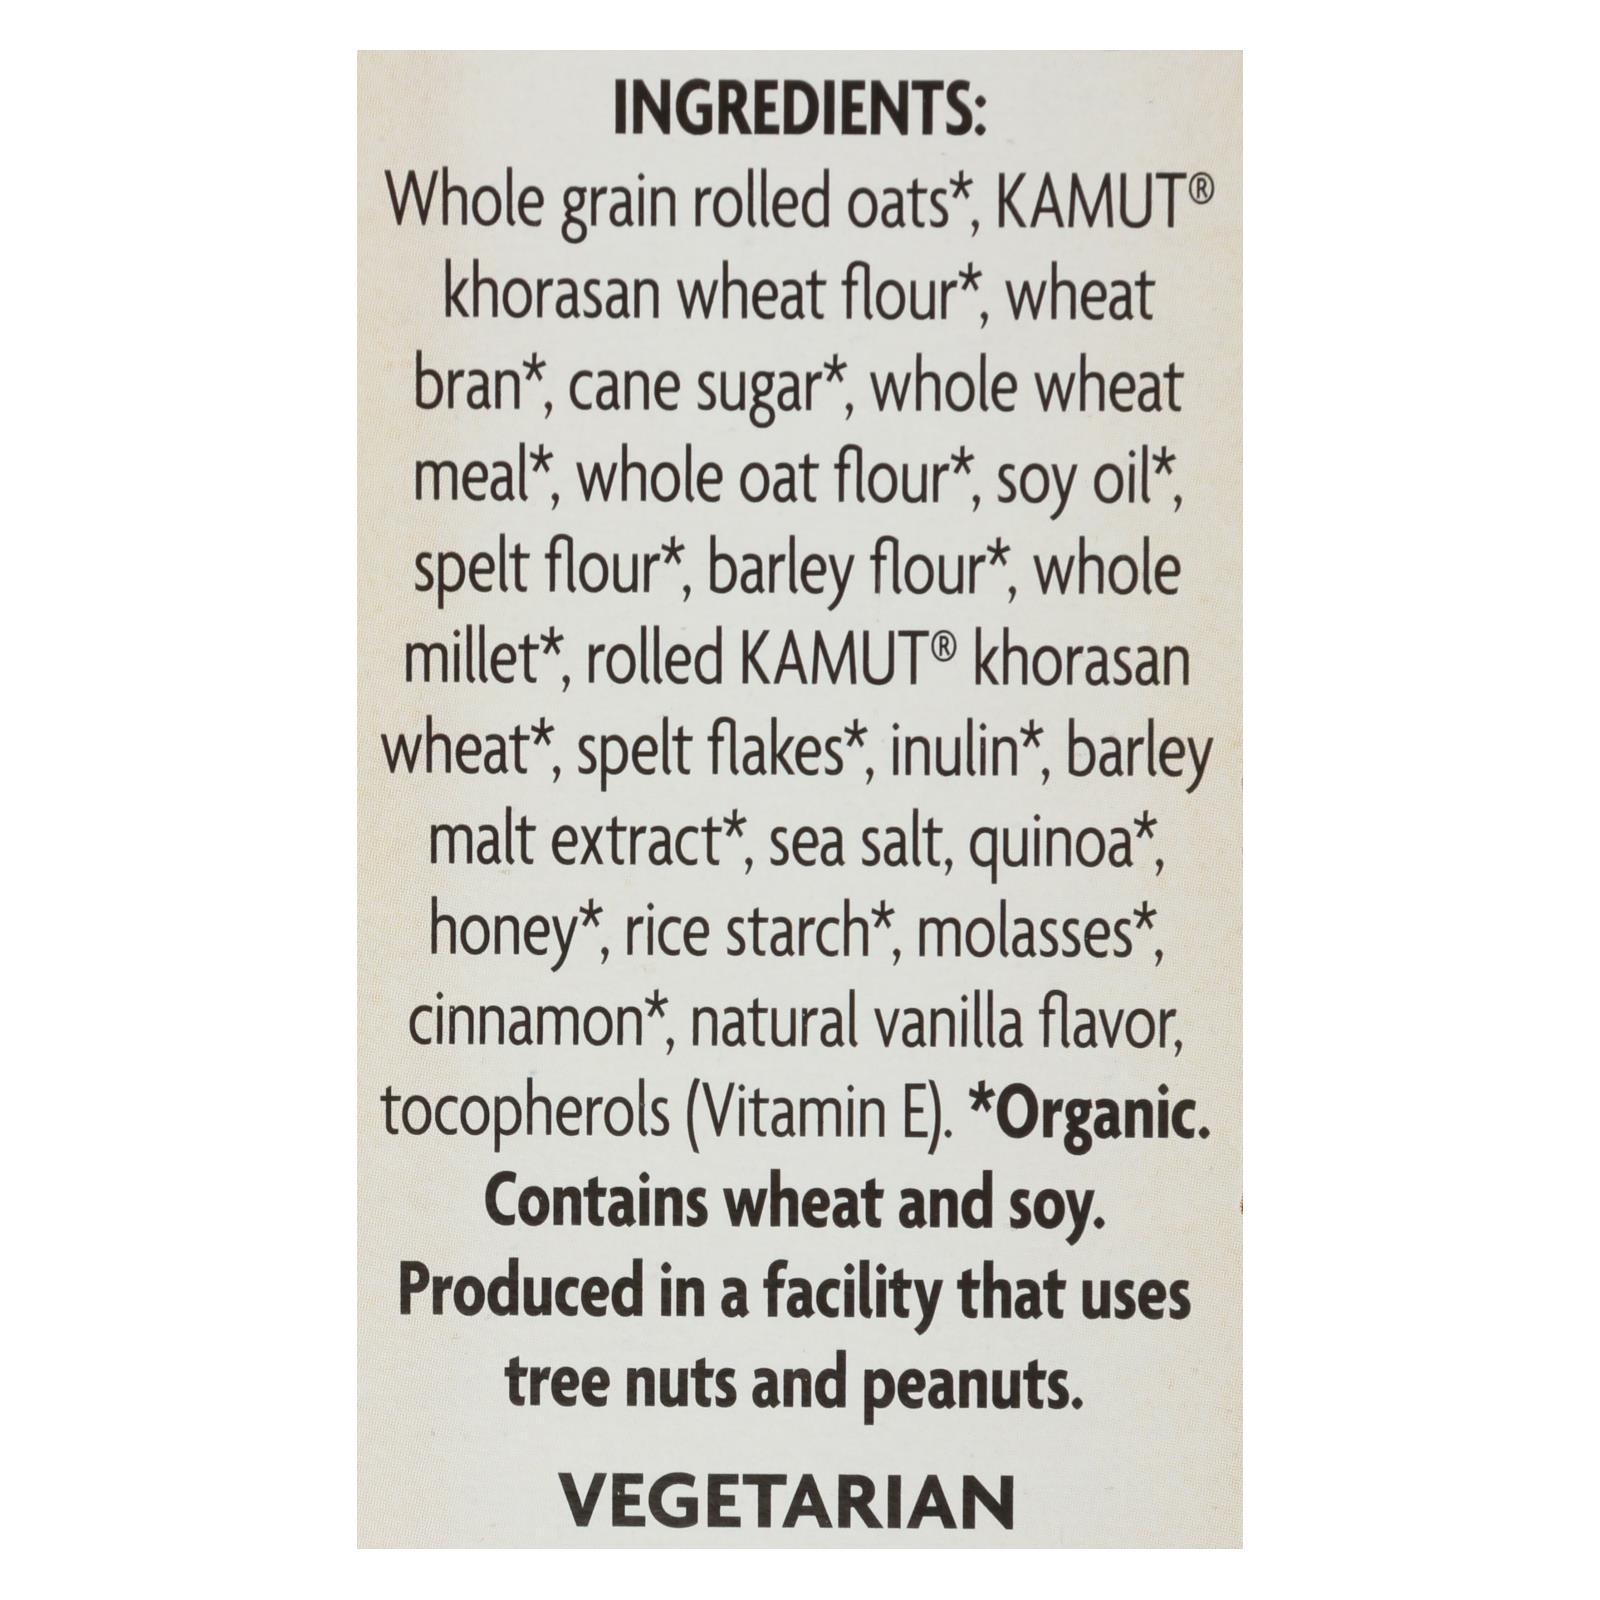 INGREDIENTS:
Whole grain rolled oats*, KAMUT®
khorasan wheat flour*, wheat
bran*, cane sugar*, whole wheat
meal*, whole oat flour*, soy oil*,
spelt flour*, barley flour*, whole
millet*, rolled KAMUT® khorasan
wheat*, spelt flakes*, inulin*, barley
malt extract*, sea salt, quinoa*,
honey*, rice starch*, molasses*,
cinnamon*, natural vanilla flavor,
tocopherols (Vitamin E). *Organic.
Contains wheat and soy.
Produced in a facility that uses
tree nuts and peanuts.
VEGETARIAN